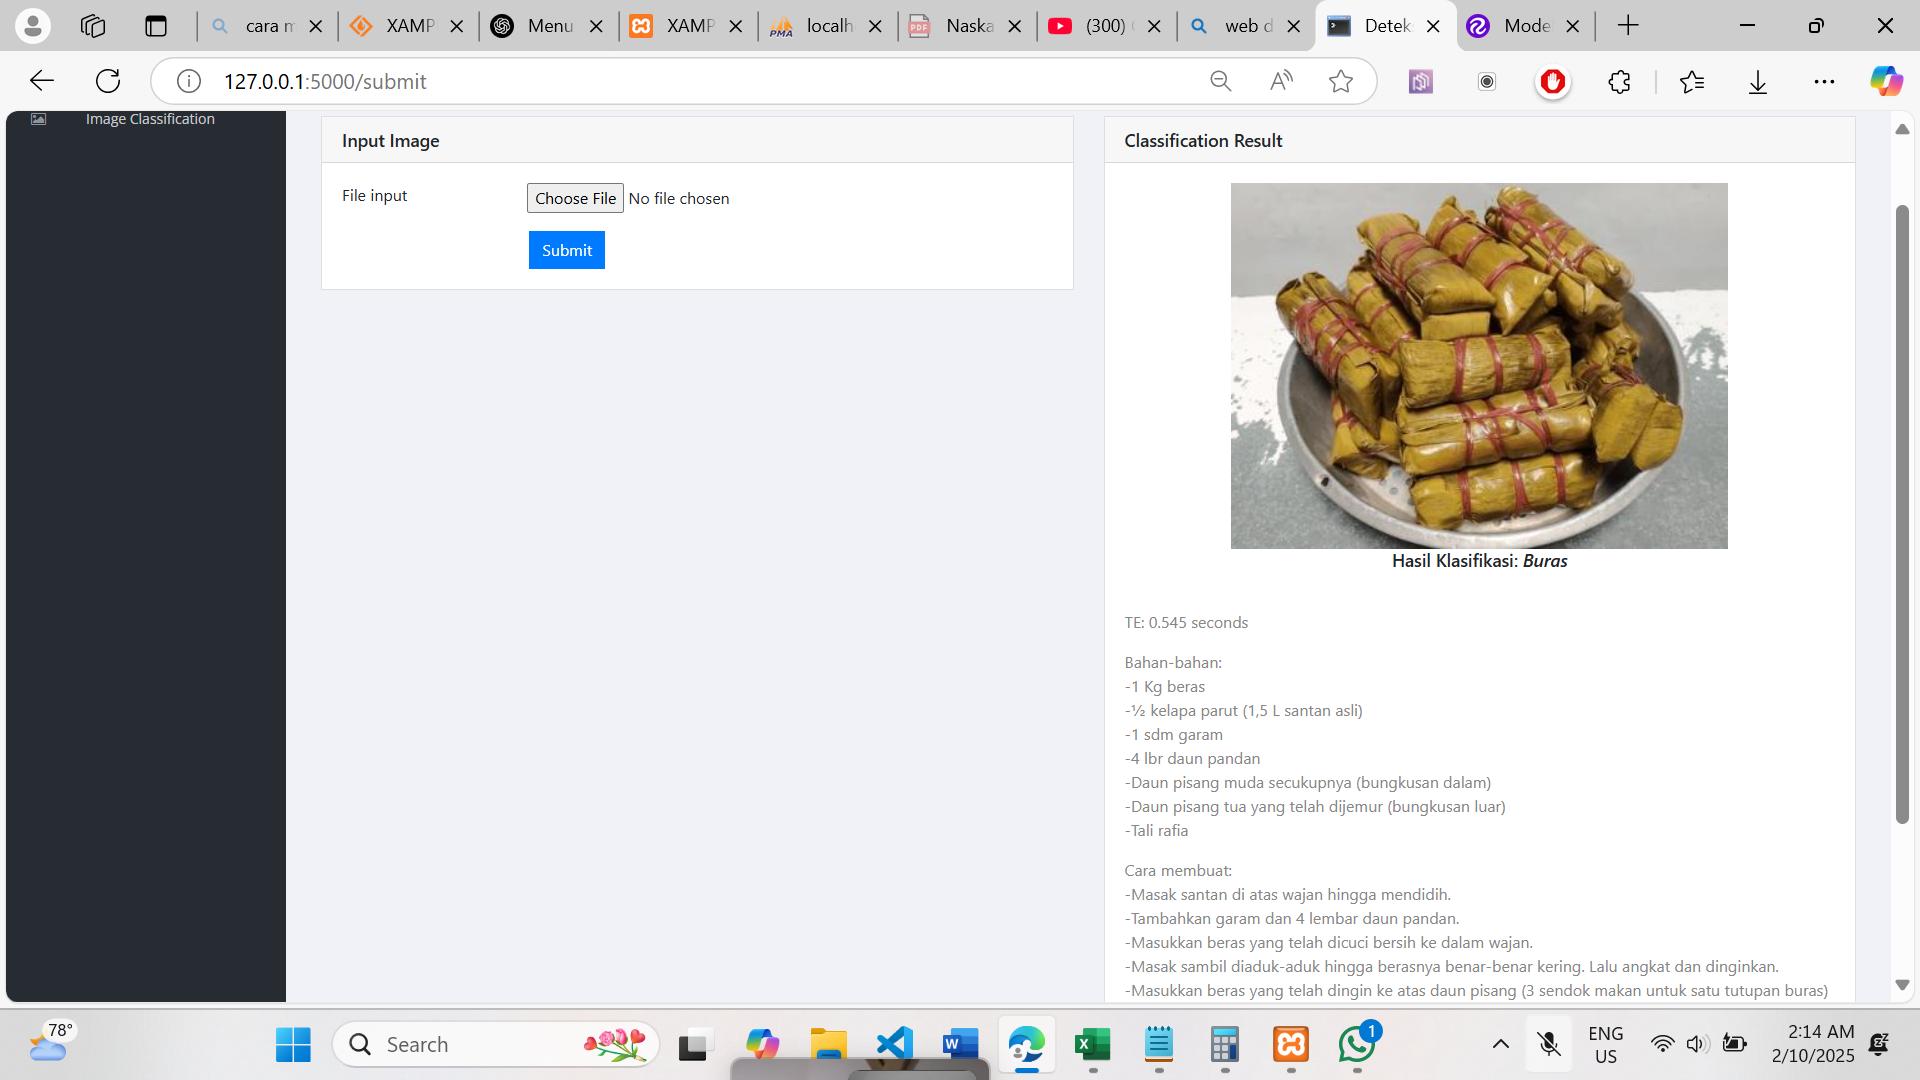 cara m
XAMP
Menu
XAMP
PMA
localh
PDF
Naska
(300)
web d
Detek
Mode
127.0.0.1:5000/submit
Image Classification
Input Image
File input
Choose File No file chosen
Submit
Classification Result
Hasil Klasifikasi: Buras
TE: 0.545 seconds
Bahan-bahan:
-1 Kg beras
-½ kelapa parut (1,5 L santan asli)
-1 sdm garam
-4 lbr daun pandan
-Daun pisang muda secukupnya (bungkusan dalam)
-Daun pisang tua yang telah dijemur (bungkusan luar)
-Tali rafia
Cara membuat:
-Masak santan di atas wajan hingga mendidih.
-Tambahkan garam dan 4 lembar daun pandan.
-Masukkan beras yang telah dicuci bersih ke dalam wajan.
-Masak sambil diaduk-aduk hingga berasnya benar-benar kering. Lalu angkat dan dinginkan.
-Masukkan beras yang telah dingin ke atas daun pisang (3 sendok makan untuk satu tutupan buras)
78°
Search
1
ENG
US
2:14 AM
2/10/2025